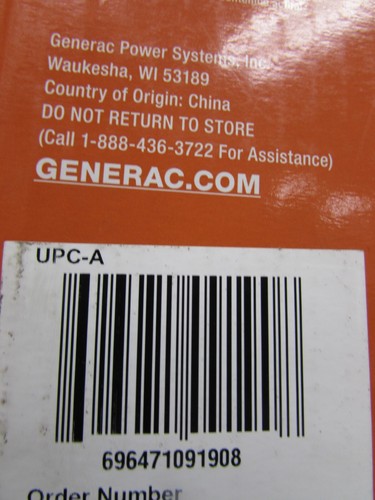 Generac Power Systems, Inc.
Waukesha, WI 53189
Country of Origin: China
DO NOT RETURN TO STORE
(Call 1-888-436-3722 For Assistance)
GENERAC.COM
UPC-A
696471091908
Order Number